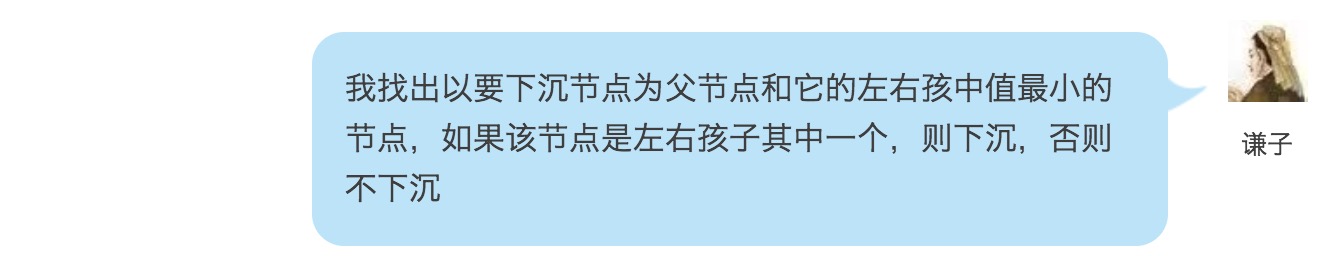 我找出以要下沉节点为父节点和它的左右孩中值最小的
节点，如果该节点是左右孩子其中一个，则下沉，否则
不下沉
谦子